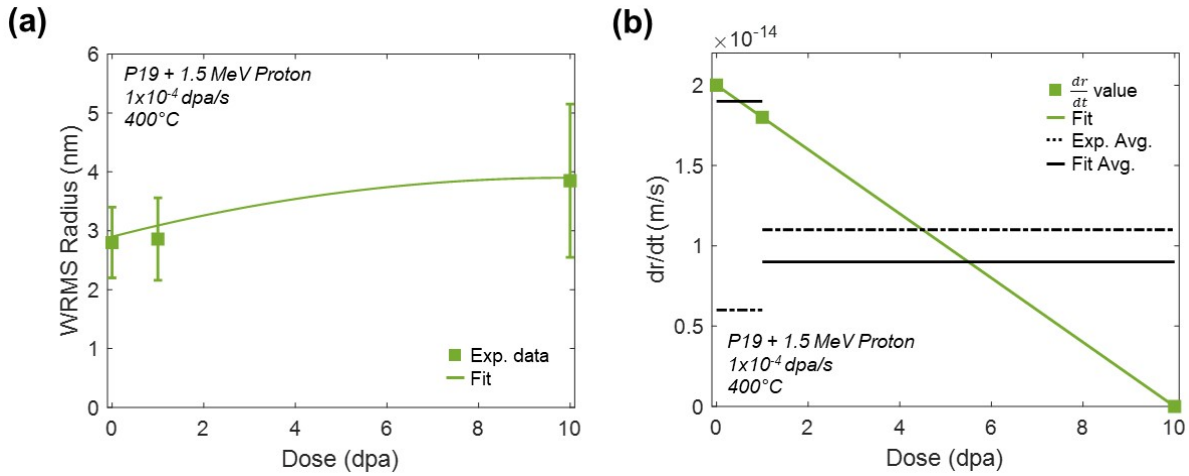 (a)
WRMS Radius (nm)
6
5
4
3
2
1
0
P19 + 1.5 MeV Proton
1x10⁻⁴ dpa/s
400°C
Exp. data
Fit
0 2 4 6 8 10
Dose (dpa)
(b)
×10⁻¹⁴
dr/dt (m/s)
2
1.5
1
0.5
0
dr/dt value
Fit
Exp. Avg.
Fit Avg.
P19 + 1.5 MeV Proton
1x10⁻⁴ dpa/s
400°C
0 2 4 6 8 10
Dose (dpa)